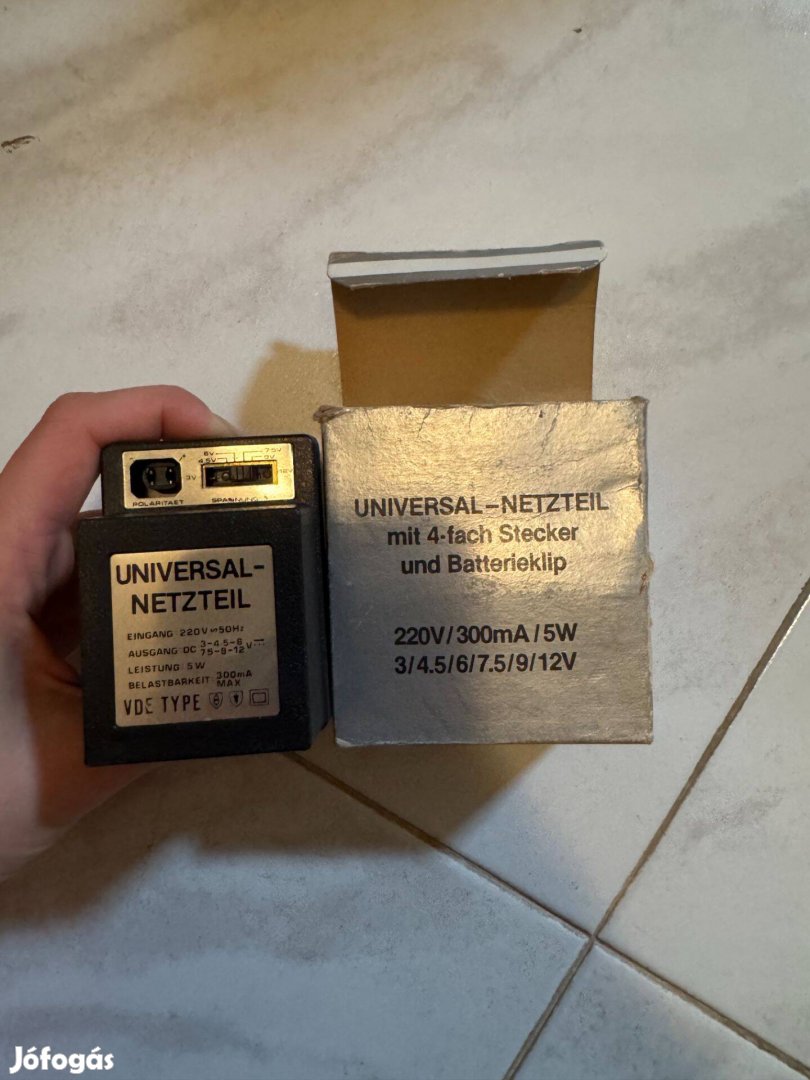 6V 7.5V
4.5V 9V
3V 12V
POLARITAET SPANNUNG
UNIVERSAL-
NETZTEIL
EINGANG 220V ∾50Hz
AUSGANG DC 3-4.5-6
7.5-9-12 V
LEISTUNG 5W
BELASTBARKEIT 300mA
MAX
VDE TYPE
UNIVERSAL-NETZTEIL
mit 4-fach Stecker
und Batterieklip
220V/300mA/5W
3/4.5/6/7.5/9/12V
Jófogás